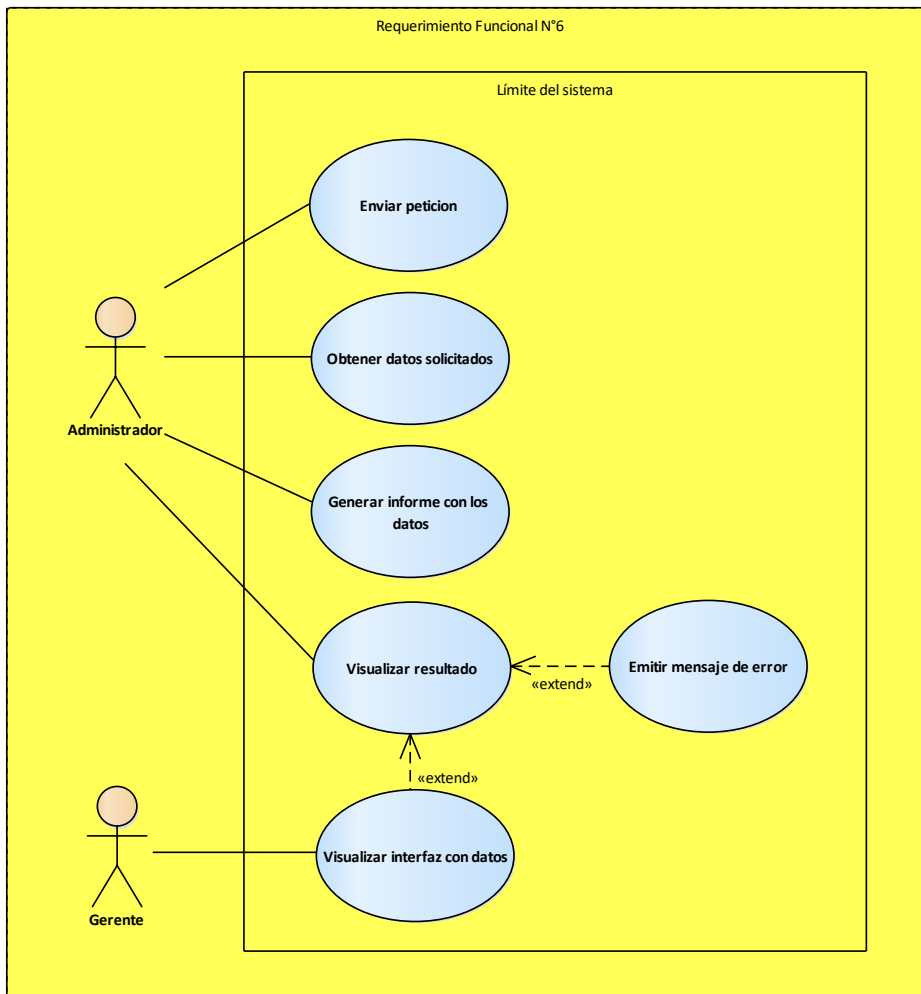 Requerimiento Funcional N°6
Límite del sistema
Enviar peticion
Obtener datos solicitados
Administrador
Generar informe con los
datos
Visualizar resultado
Emitir mensaje de error
«extend»
«extend»
Visualizar interfaz con datos
Gerente